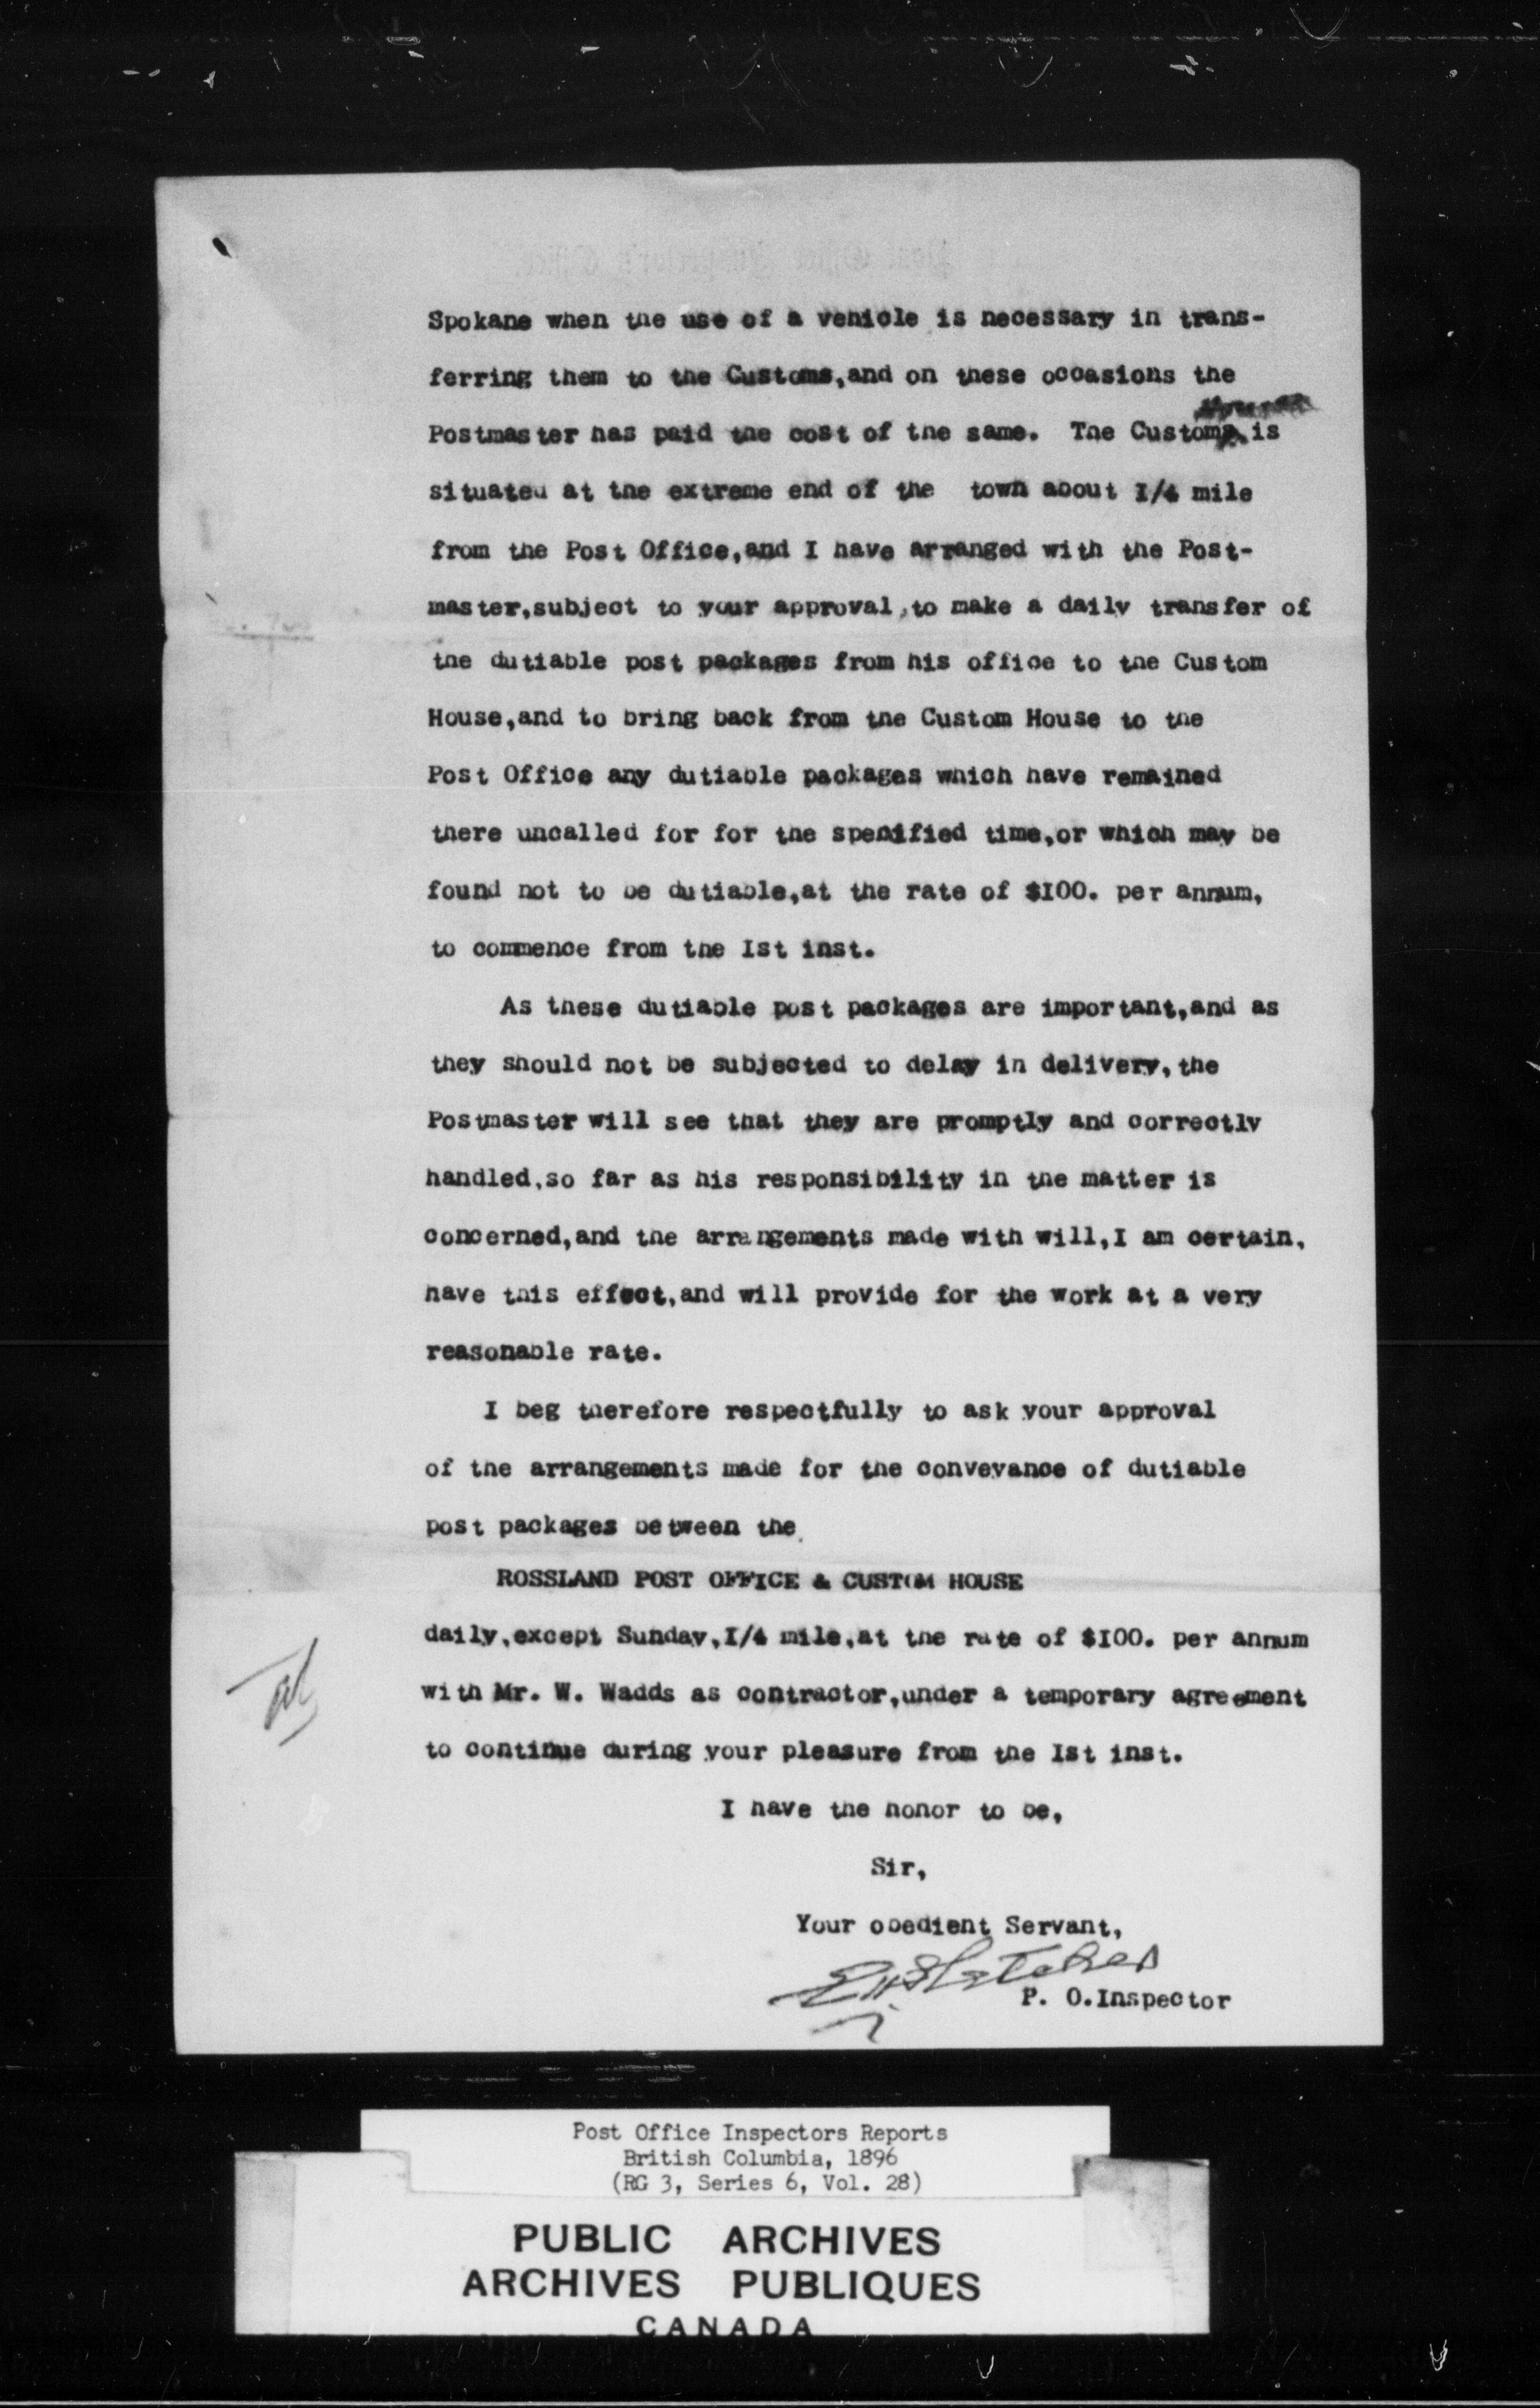 Spokane when the use of a vehicle is necessary in trans-
ferring them to the Customs,and on these occasions the
Postmaster has paid the cost of the same. The Customs is
situated at the extreme end of the town about I/4 mile
from the Post Office,and I have arranged with the Post-
master,subject to your approval,to make a daily transfer of
the dutiable post packages from his office to the Custom
House,and to bring back from the Custom House to the
Post Office any dutiable packages which have remained
there uncalled for for the specified time,or which may be
found not to be dutiable,at the rate of $I00. per annum,
to commence from the Ist inst.
As these dutiable post packages are important,and as
they should not be subjected to delay in delivery,the
Postmaster will see that they are promptly and correctly
handled,so far as his responsibility in the matter is
concerned,and the arrangements made with will,I am certain,
have this effect,and will provide for the work at a very
reasonable rate.
I beg therefore respectfully to ask your approval
of the arrangements made for the conveyance of dutiable
post packages between the
ROSSLAND POST OFFICE & CUSTOM HOUSE
daily,except Sunday,I/4 mile,at the rate of $I00. per annum
with Mr. W. Wadds as contractor,under a temporary agreement
to continue during your pleasure from the Ist inst.
I have the honor to be,
Sir,
Your obedient Servant,
P. O.Inspector
Post Office Inspectors Reports
British Columbia, 1896
(RG 3, Series 6, Vol. 28)
PUBLIC ARCHIVES
ARCHIVES PUBLIQUES
CANADA